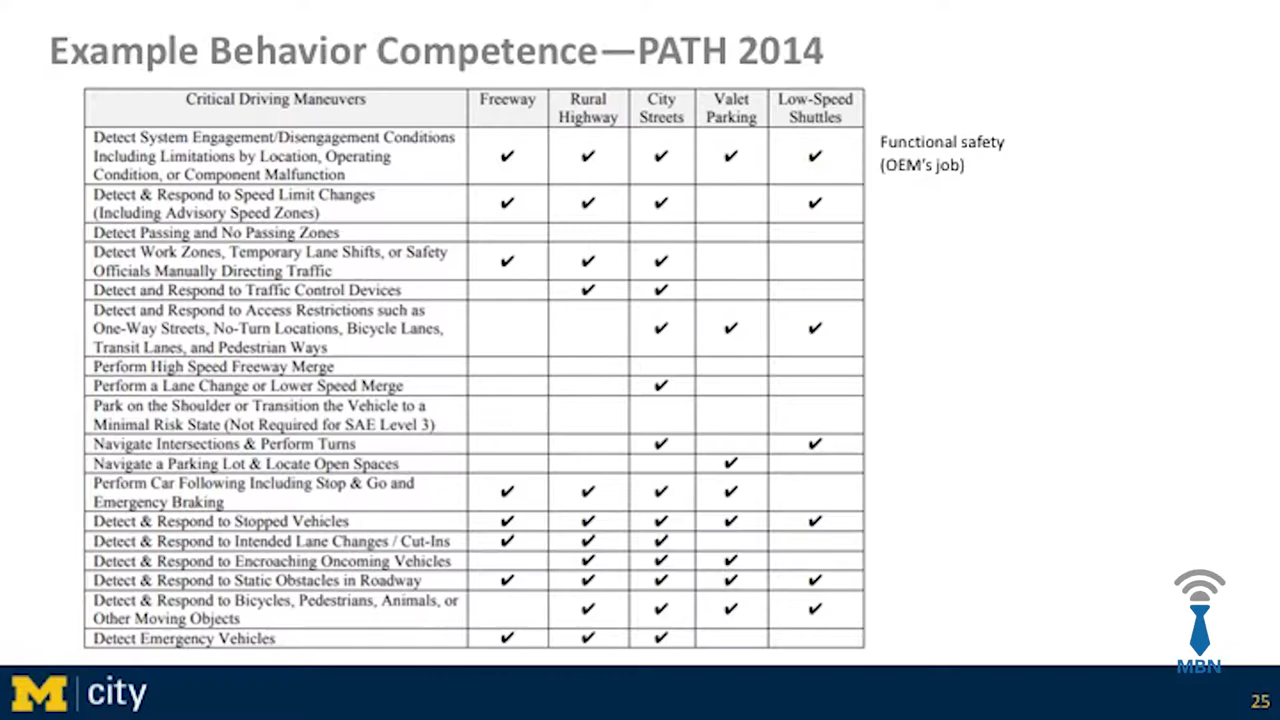 Example Behavior Competence—PATH 2014
Critical Driving Maneuvers Freeway Rural Highway City Streets Valet Parking Low-Speed Shuttles
Detect System Engagement/Disengagement Conditions
Including Limitations by Location, Operating
Condition, or Component Malfunction ✔ ✔ ✔ ✔ ✔
Functional safety
(OEM's job)
Detect & Respond to Speed Limit Changes
(Including Advisory Speed Zones) ✔ ✔ ✔ ✔
Detect Passing and No Passing Zones
Detect Work Zones, Temporary Lane Shifts, or Safety
Officials Manually Directing Traffic ✔ ✔ ✔
Detect and Respond to Traffic Control Devices ✔ ✔
Detect and Respond to Access Restrictions such as
One-Way Streets, No-Turn Locations, Bicycle Lanes,
Transit Lanes, and Pedestrian Ways ✔ ✔ ✔
Perform High Speed Freeway Merge
Perform a Lane Change or Lower Speed Merge ✔
Park on the Shoulder or Transition the Vehicle to a
Minimal Risk State (Not Required for SAE Level 3)
Navigate Intersections & Perform Turns ✔ ✔
Navigate a Parking Lot & Locate Open Spaces ✔
Perform Car Following Including Stop & Go and
Emergency Braking ✔ ✔ ✔ ✔
Detect & Respond to Stopped Vehicles ✔ ✔ ✔ ✔ ✔
Detect & Respond to Intended Lane Changes / Cut-Ins ✔ ✔ ✔
Detect & Respond to Encroaching Oncoming Vehicles ✔ ✔ ✔
Detect & Respond to Static Obstacles in Roadway ✔ ✔ ✔ ✔ ✔
Detect & Respond to Bicycles, Pedestrians, Animals, or
Other Moving Objects ✔ ✔ ✔ ✔
Detect Emergency Vehicles ✔ ✔ ✔
MBN
M city
25